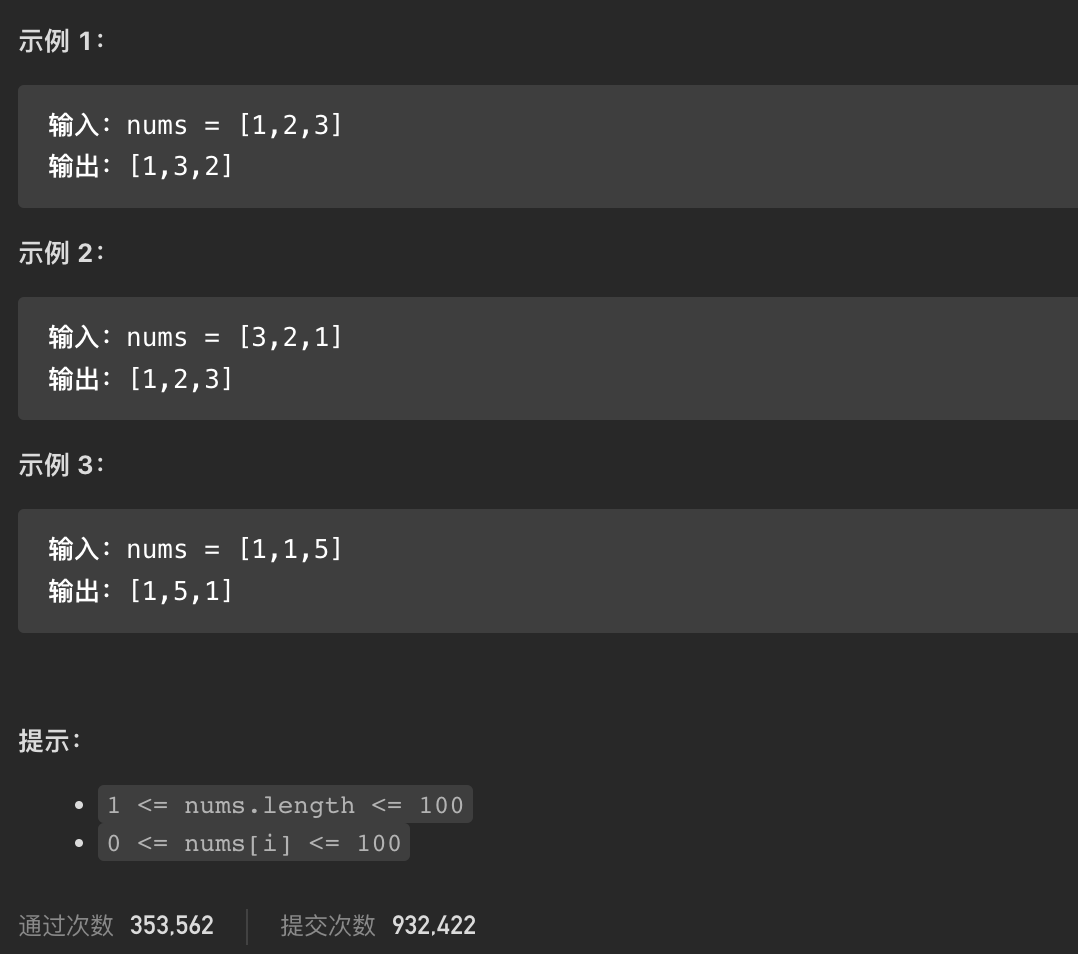 示例 1：
输入：nums = [1,2,3]
输出：[1,3,2]
示例 2：
输入：nums = [3,2,1]
输出：[1,2,3]
示例 3：
输入：nums = [1,1,5]
输出：[1,5,1]
提示：
• 1 <= nums.length <= 100
• 0 <= nums[i] <= 100
通过次数 353,562 提交次数 932,422